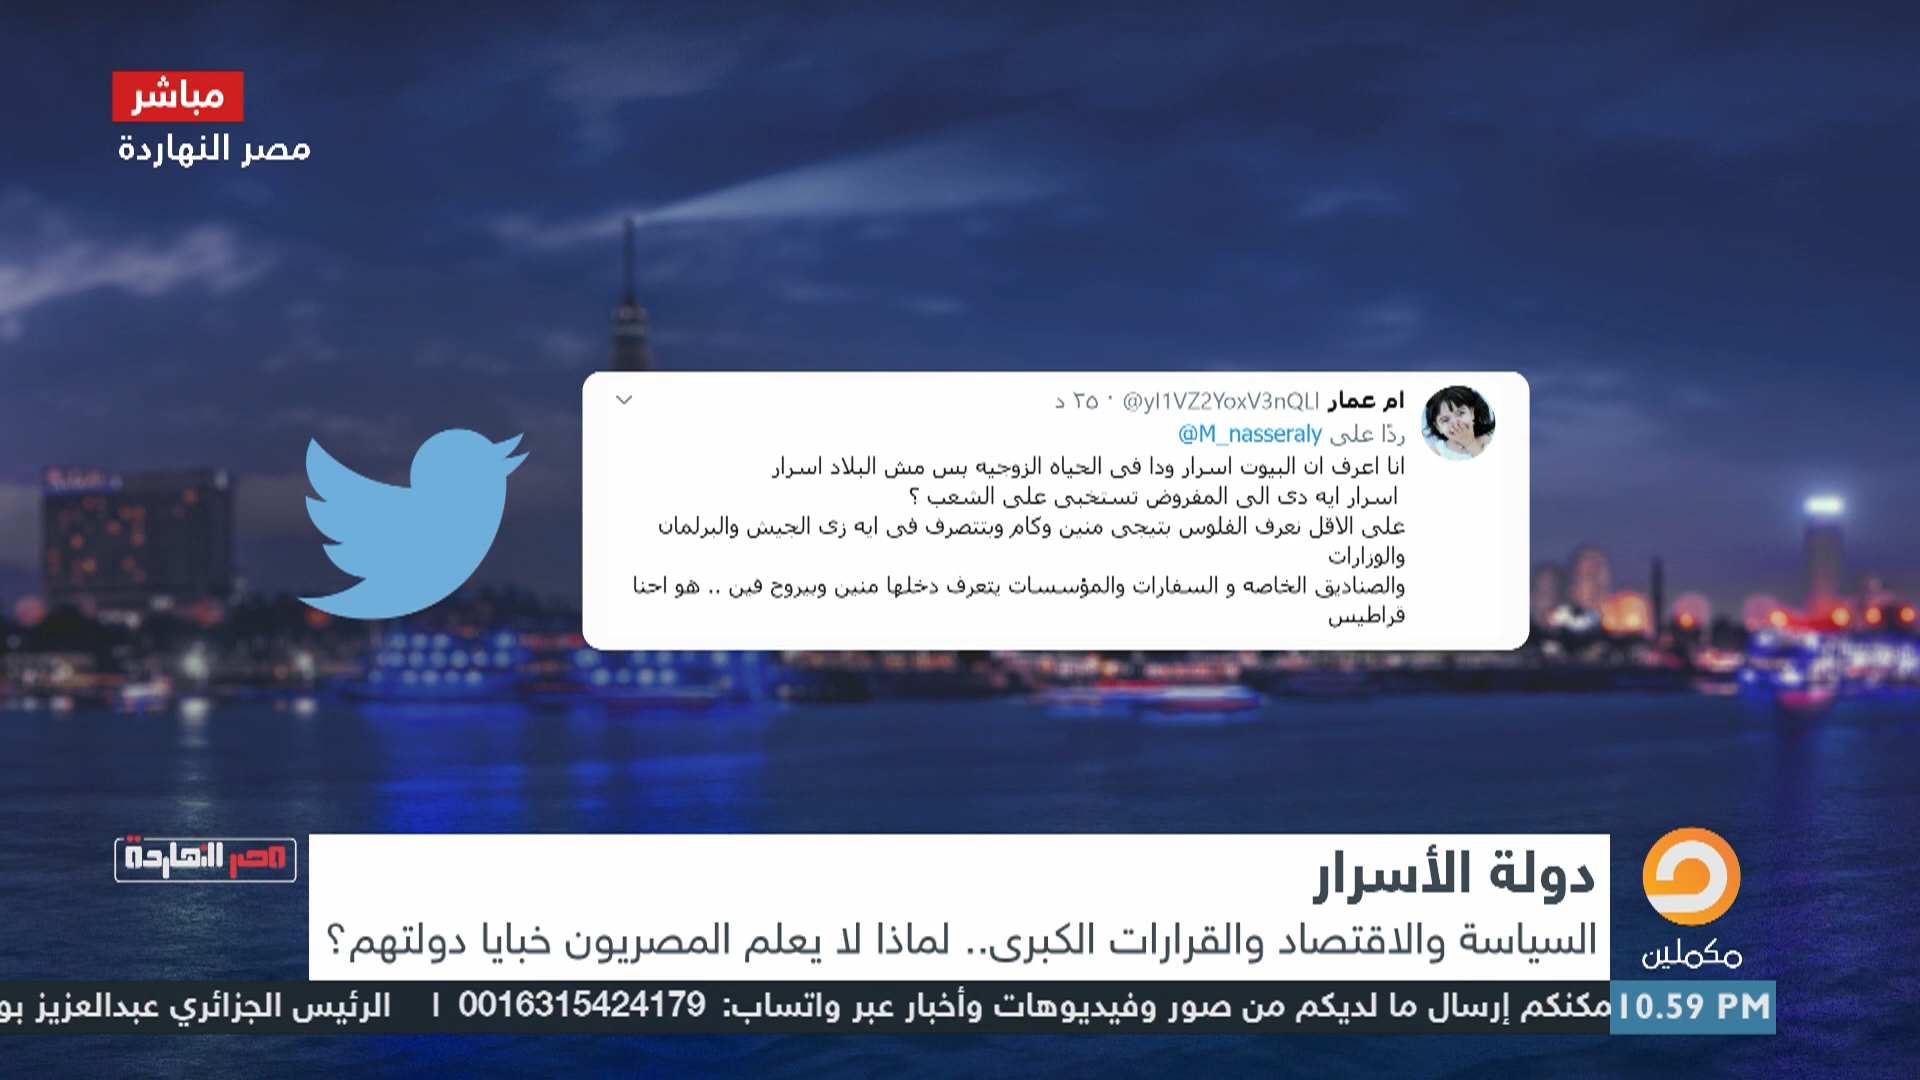 مباشر
مصر النهاردة
ام عمار @yl1VZ2YoxV3nQLl · ٢٥ د
ردًا على @M_nasseraly
انا اعرف ان البيوت اسرار ودا فى الحياه الزوجيه بس مش البلاد اسرار
اسرار ايه دى الى المفروض تستخبى على الشعب ؟
على الاقل نعرف الفلوس بتيجى منين وكام وبتتصرف فى ايه زى الجيش والبرلمان
والوزارات
والصناديق الخاصه و السفارات والمؤسسات يتعرف دخلها منين وبيروح فين .. هو احنا
قراطيس
مصر النهاردة
دولة الأسرار
السياسة والاقتصاد والقرارات الكبرى.. لماذا لا يعلم المصريون خبايا دولتهم؟
مكملين
مكنكم إرسال ما لديكم من صور وفيديوهات وأخبار عبر واتساب: 0016315424179 | الرئيس الجزائري عبدالعزيز بو
10.59 PM